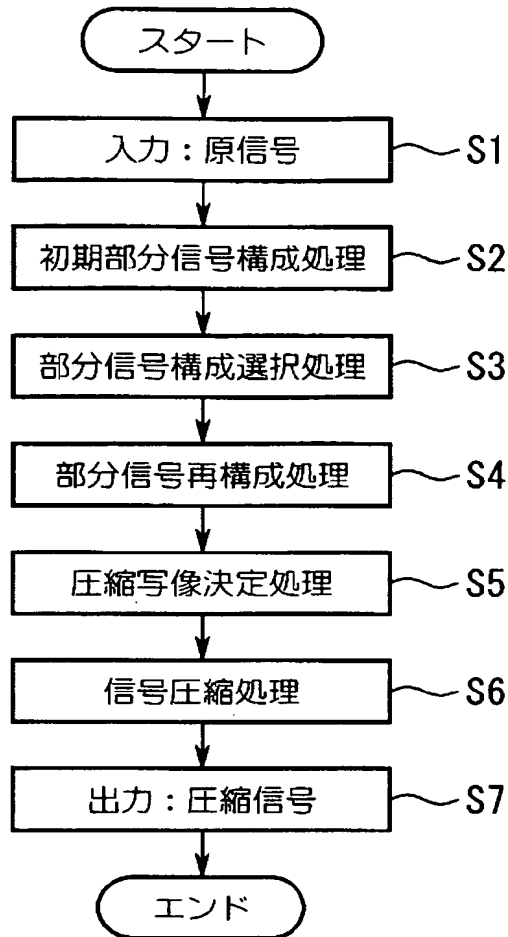 スタート
入力：原信号 S1
初期部分信号構成処理 S2
部分信号構成選択処理 S3
部分信号再構成処理 S4
圧縮写像決定処理 S5
信号圧縮処理 S6
出力：圧縮信号 S7
エンド